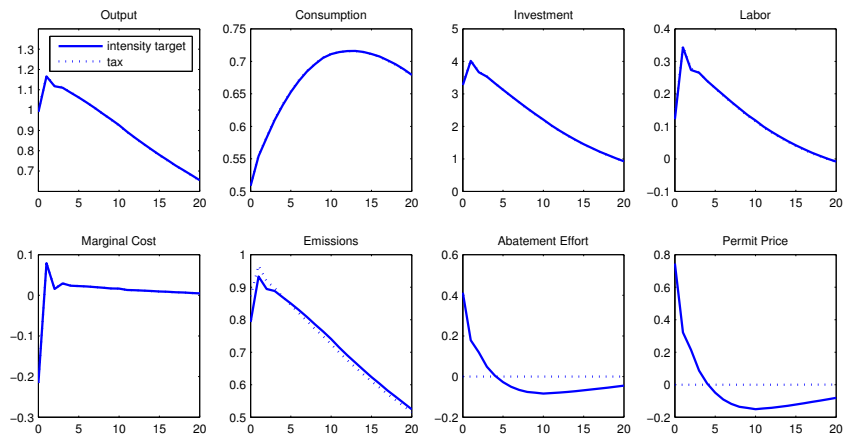 Output
Consumption
Investment
Labor
1.3
1.2
1.1
1
0.9
0.8
0.7
0 5 10 15 20
intensity target
tax
0.75
0.7
0.65
0.6
0.55
0.5
0 5 10 15 20
5
4
3
2
1
0
0 5 10 15 20
0.4
0.3
0.2
0.1
0
−0.1
0 5 10 15 20
Marginal Cost
Emissions
Abatement Effort
Permit Price
0.1
0
−0.1
−0.2
−0.3
0 5 10 15 20
1
0.9
0.8
0.7
0.6
0.5
0 5 10 15 20
0.6
0.4
0.2
0
−0.2
0 5 10 15 20
0.8
0.6
0.4
0.2
0
−0.2
0 5 10 15 20